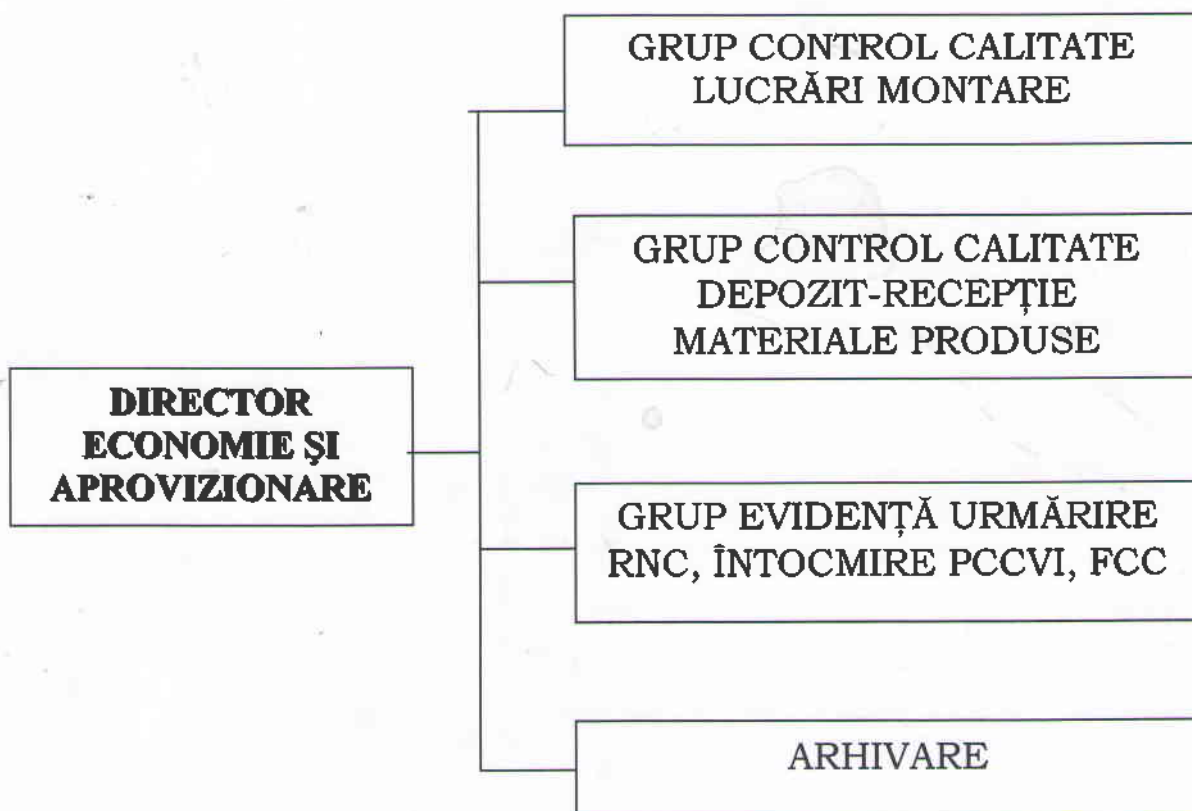 GRUP CONTROL CALITATE
LUCRĂRI MONTARE
GRUP CONTROL CALITATE
DEPOZIT-RECEPȚIE
MATERIALE PRODUSE
DIRECTOR
ECONOMIE ȘI
APROVIZIONARE
GRUP EVIDENȚĂ URMĂRIRE
RNC, ÎNTOCMIRE PCCVI, FCC
ARHIVARE